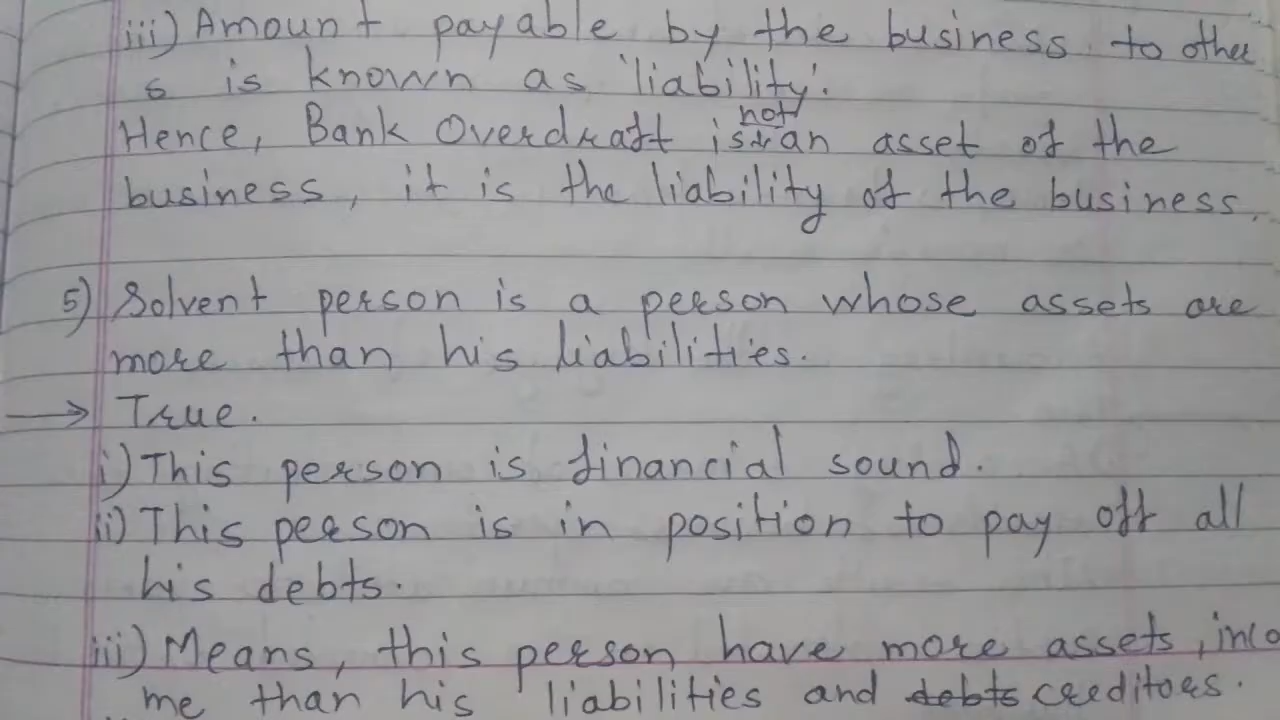 iii) Amount payable by the business to other
s is known as 'liability'.
Hence, Bank Overdraft is not an asset of the
business, it is the liability of the business.
5) Solvent person is a person whose assets are
more than his liabilities.
→ True.
i) This person is financial sound.
ii) This person is in position to pay off all
his debts.
iii) Means, this person have more assets, inco
me than his liabilities and debts creditors.